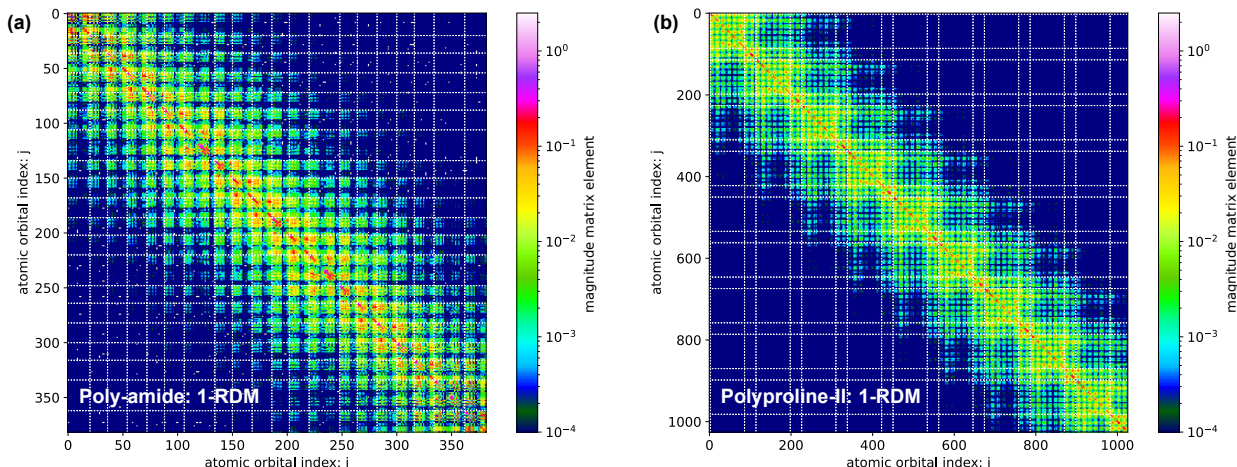 (a)
0
50
100
150
200
250
300
350
atomic orbital index: j
Poly-amide: 1-RDM
0 50 100 150 200 250 300 350
atomic orbital index: i
10⁰
10⁻¹
10⁻²
10⁻³
10⁻⁴
magnitude matrix element
(b)
0
200
400
600
800
1000
atomic orbital index: j
Polyproline-II: 1-RDM
0 200 400 600 800 1000
atomic orbital index: i
10⁰
10⁻¹
10⁻²
10⁻³
10⁻⁴
magnitude matrix element